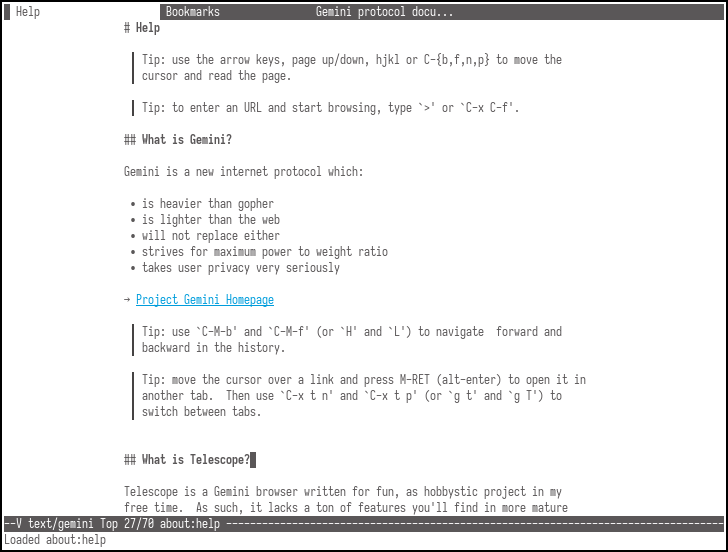 Help Bookmarks Gemini protocol docu...
# Help
Tip: use the arrow keys, page up/down, hjkl or C-{b,f,n,p} to move the
cursor and read the page.
Tip: to enter an URL and start browsing, type `>' or `C-x C-f'.
## What is Gemini?
Gemini is a new internet protocol which:
• is heavier than gopher
• is lighter than the web
• will not replace either
• strives for maximum power to weight ratio
• takes user privacy very seriously
→ Project Gemini Homepage
Tip: use `C-M-b' and `C-M-f' (or `H' and `L') to navigate  forward and
backward in the history.
Tip: move the cursor over a link and press M-RET (alt-enter) to open it in
another tab.  Then use `C-x t n' and `C-x t p' (or `g t' and `g T') to
switch between tabs.
## What is Telescope?
Telescope is a Gemini browser written for fun, as hobbystic project in my
free time.  As such, it lacks a ton of features you'll find in more mature
--V text/gemini Top 27/70 about:help --------------------------------------------------------------------------------
Loaded about:help